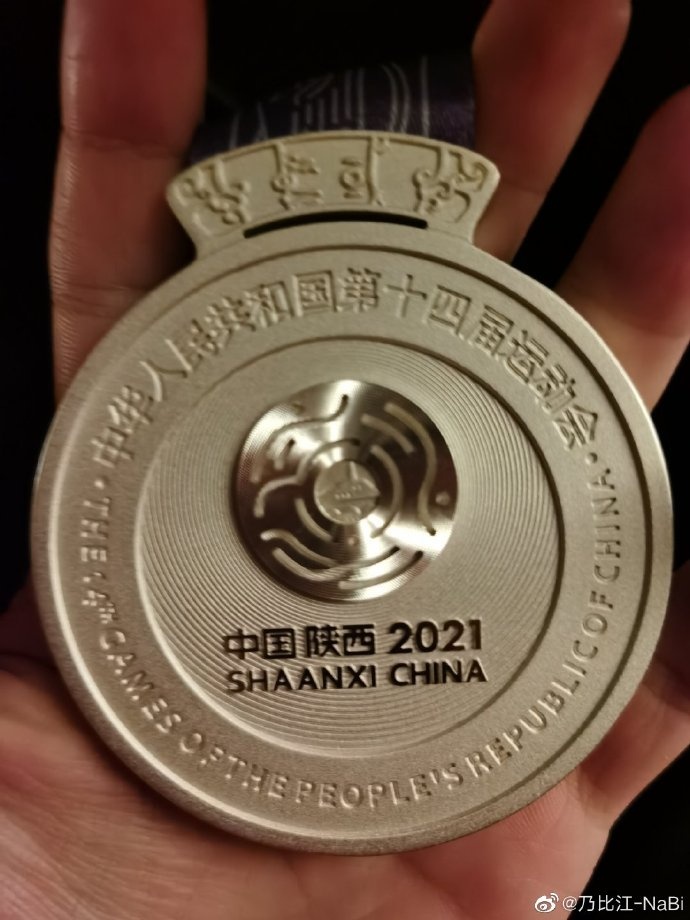 中华人民共和国第十四届运动会
中国 陕西 2021
SHAANXI CHINA
THE 14th GAMES OF THE PEOPLE'S REPUBLIC OF CHINA
@乃比江-NaBi